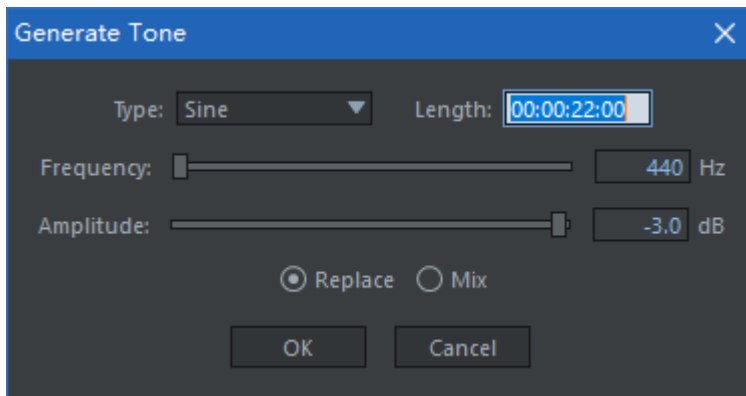 Generate Tone
Type: Sine Length: 00:00:22:00
Frequency: 440 Hz
Amplitude: -3.0 dB
Replace Mix
OK Cancel